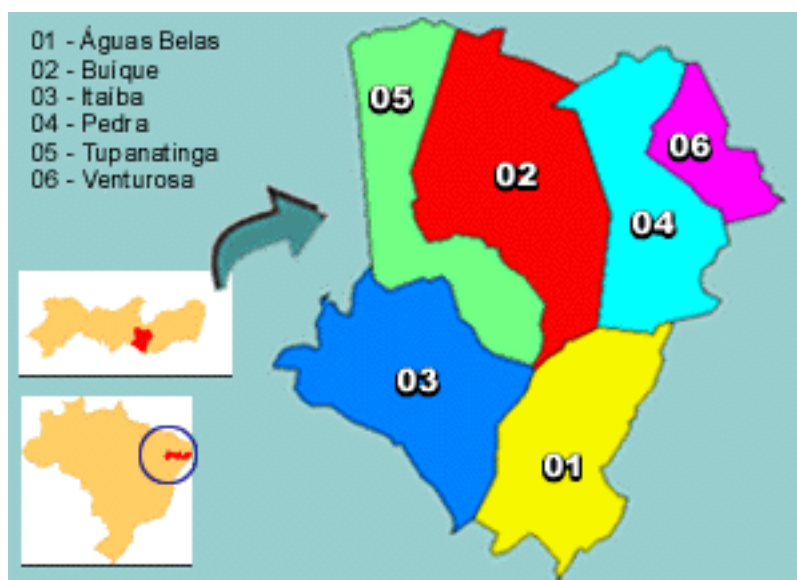 01 - Águas Belas
02 - Buíque
03 - Itaíba
04 - Pedra
05 - Tupanatinga
06 - Venturosa
05
06
02
04
03
01